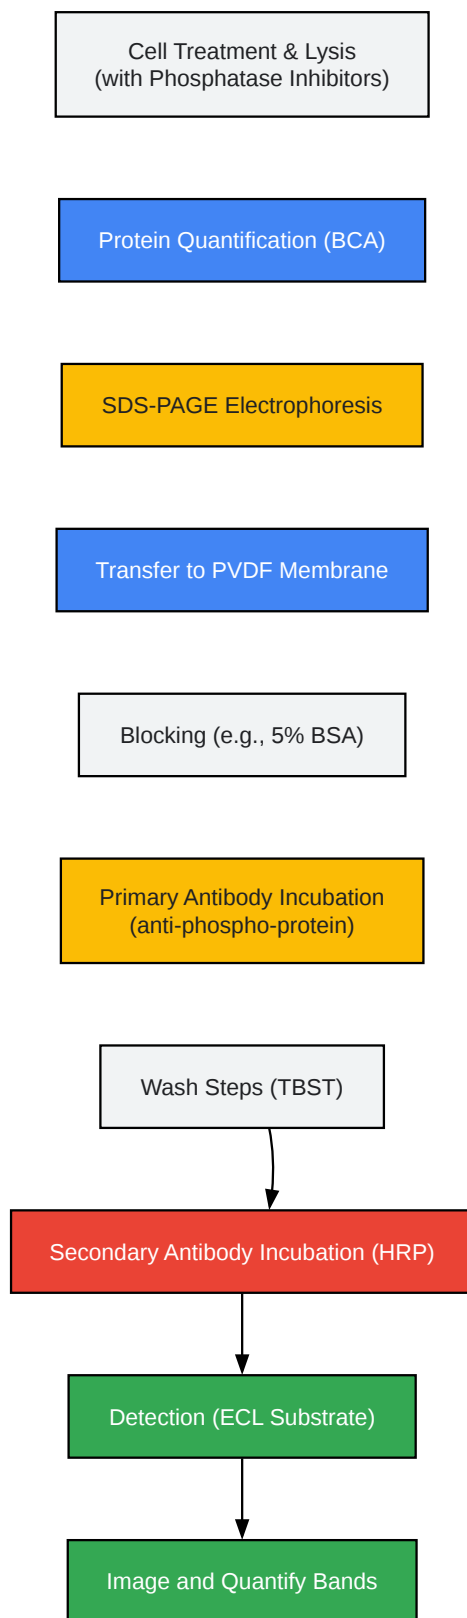 Cell Treatment & Lysis
(with Phosphatase Inhibitors)
Protein Quantification (BCA)
SDS-PAGE Electrophoresis
Transfer to PVDF Membrane
Blocking (e.g., 5% BSA)
Primary Antibody Incubation
(anti-phospho-protein)
Wash Steps (TBST)
Secondary Antibody Incubation (HRP)
Detection (ECL Substrate)
Image and Quantify Bands